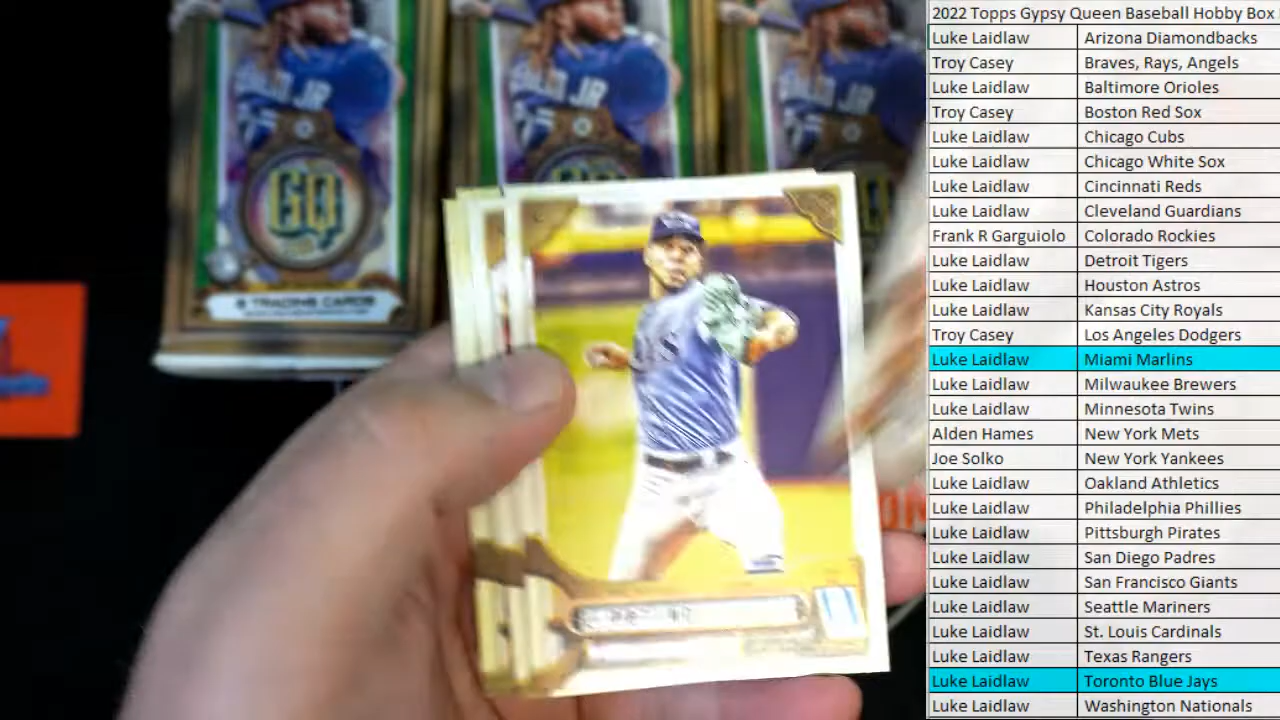 GQ
8 TRADING CARDS
2022 Topps Gypsy Queen Baseball Hobby Box
Luke Laidlaw Arizona Diamondbacks
Troy Casey Braves, Rays, Angels
Luke Laidlaw Baltimore Orioles
Troy Casey Boston Red Sox
Luke Laidlaw Chicago Cubs
Luke Laidlaw Chicago White Sox
Luke Laidlaw Cincinnati Reds
Luke Laidlaw Cleveland Guardians
Frank R Garguiolo Colorado Rockies
Luke Laidlaw Detroit Tigers
Luke Laidlaw Houston Astros
Luke Laidlaw Kansas City Royals
Troy Casey Los Angeles Dodgers
Luke Laidlaw Miami Marlins
Luke Laidlaw Milwaukee Brewers
Luke Laidlaw Minnesota Twins
Alden Hames New York Mets
Joe Solko New York Yankees
Luke Laidlaw Oakland Athletics
Luke Laidlaw Philadelphia Phillies
Luke Laidlaw Pittsburgh Pirates
Luke Laidlaw San Diego Padres
Luke Laidlaw San Francisco Giants
Luke Laidlaw Seattle Mariners
Luke Laidlaw St. Louis Cardinals
Luke Laidlaw Texas Rangers
Luke Laidlaw Toronto Blue Jays
Luke Laidlaw Washington Nationals